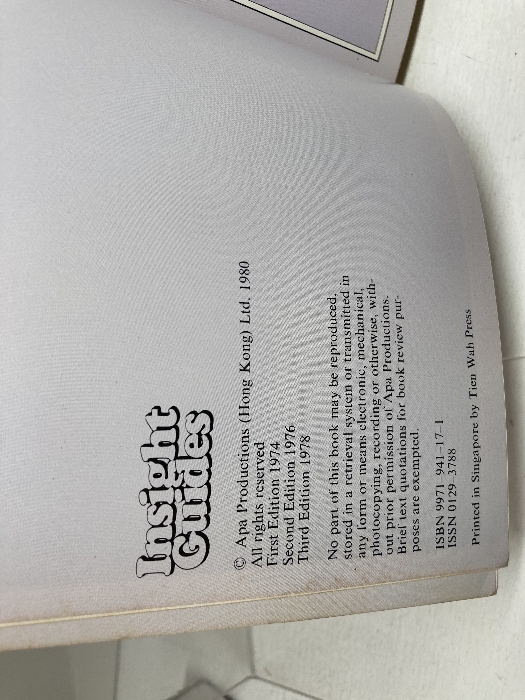 Insight
Guides
© Apa Productions (Hong Kong) Ltd. 1980
All rights reserved
First Edition 1974
Second Edition 1976
Third Edition 1978
No part of this book may be reproduced,
stored in a retrieval system or transmitted in
any form or means electronic, mechanical,
photocopying, recording or otherwise, with-
out prior permission of Apa Productions.
Brief text quotations for book review pur-
poses are exempted.
ISBN 9971–941–17–1
ISSN 0129–3788
Printed in Singapore by Tien Wah Press